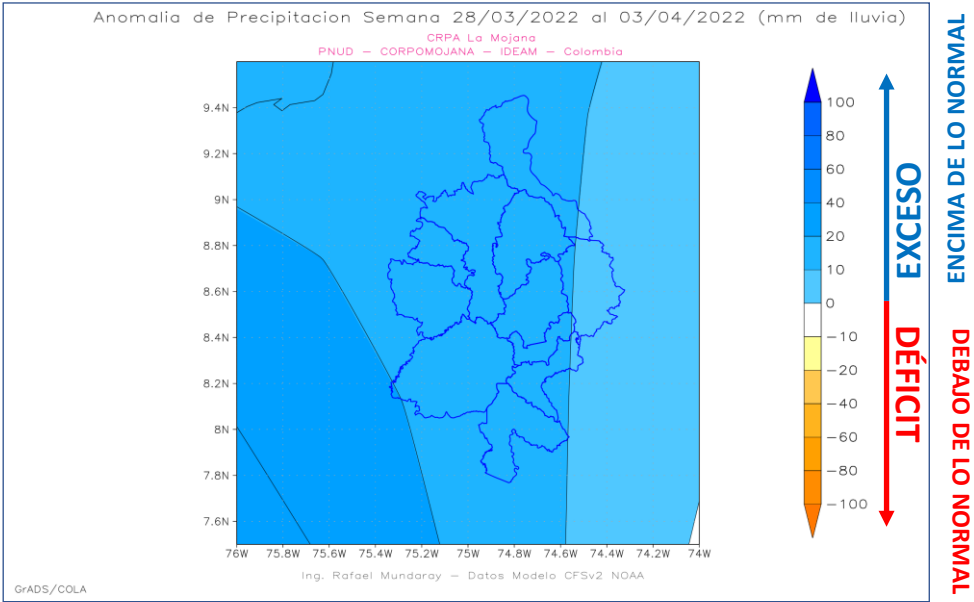 Anomalia de Precipitacion Semana 28/03/2022 al 03/04/2022 (mm de lluvia)
CRPA La Mojana
PNUD – CORPOMOJANA – IDEAM – Colombia
9.4N
9.2N
9N
8.8N
8.6N
8.4N
8.2N
8N
7.8N
7.6N
76W 75.8W 75.6W 75.4W 75.2W 75W 74.8W 74.6W 74.4W 74.2W 74W
100
80
60
40
20
10
0
−10
−20
−40
−60
−80
−100
EXCESO
DÉFICIT
ENCIMA DE LO NORMAL
DEBAJO DE LO NORMAL
Ing. Rafael Mundaray – Datos Modelo CFSv2 NOAA
GrADS/COLA